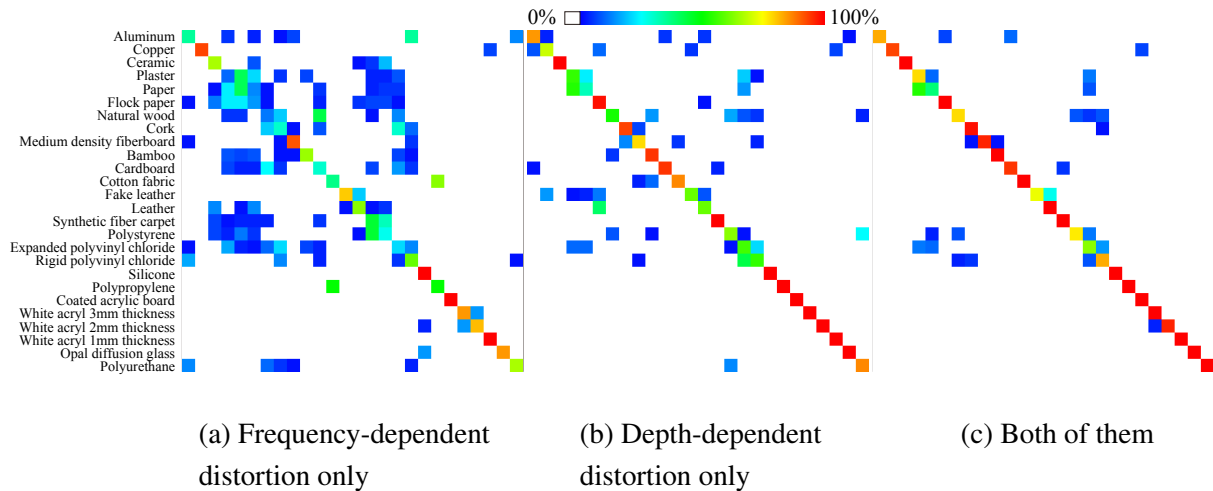 0% 100%
Aluminum
Copper
Ceramic
Plaster
Paper
Flock paper
Natural wood
Cork
Medium density fiberboard
Bamboo
Cardboard
Cotton fabric
Fake leather
Leather
Synthetic fiber carpet
Polystyrene
Expanded polyvinyl chloride
Rigid polyvinyl chloride
Silicone
Polypropylene
Coated acrylic board
White acryl 3mm thickness
White acryl 2mm thickness
White acryl 1mm thickness
Opal diffusion glass
Polyurethane
(a) Frequency-dependent
distortion only
(b) Depth-dependent
distortion only
(c) Both of them